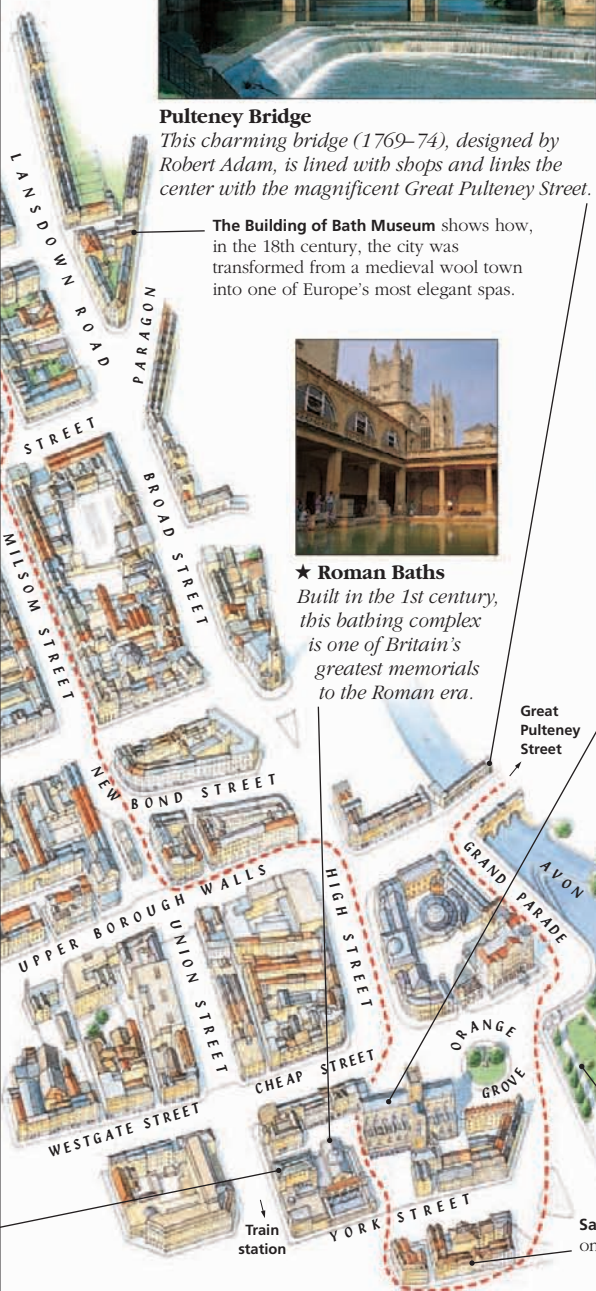 Pulteney Bridge
This charming bridge (1769–74), designed by
Robert Adam, is lined with shops and links the
center with the magnificent Great Pulteney Street.
The Building of Bath Museum shows how,
in the 18th century, the city was
transformed from a medieval wool town
into one of Europe's most elegant spas.
LANSDOWN ROAD
PARAGON
STREET
BROAD STREET
MILSOM STREET
★ Roman Baths
Built in the 1st century,
this bathing complex
is one of Britain's
greatest memorials
to the Roman era.
Great
Pulteney
Street
NEW BOND STREET
AVON
GRAND PARADE
UPPER BOROUGH WALLS
HIGH STREET
UNION STREET
ORANGE
GROVE
CHEAP STREET
WESTGATE STREET
YORK STREET
Train
station
Sa
on